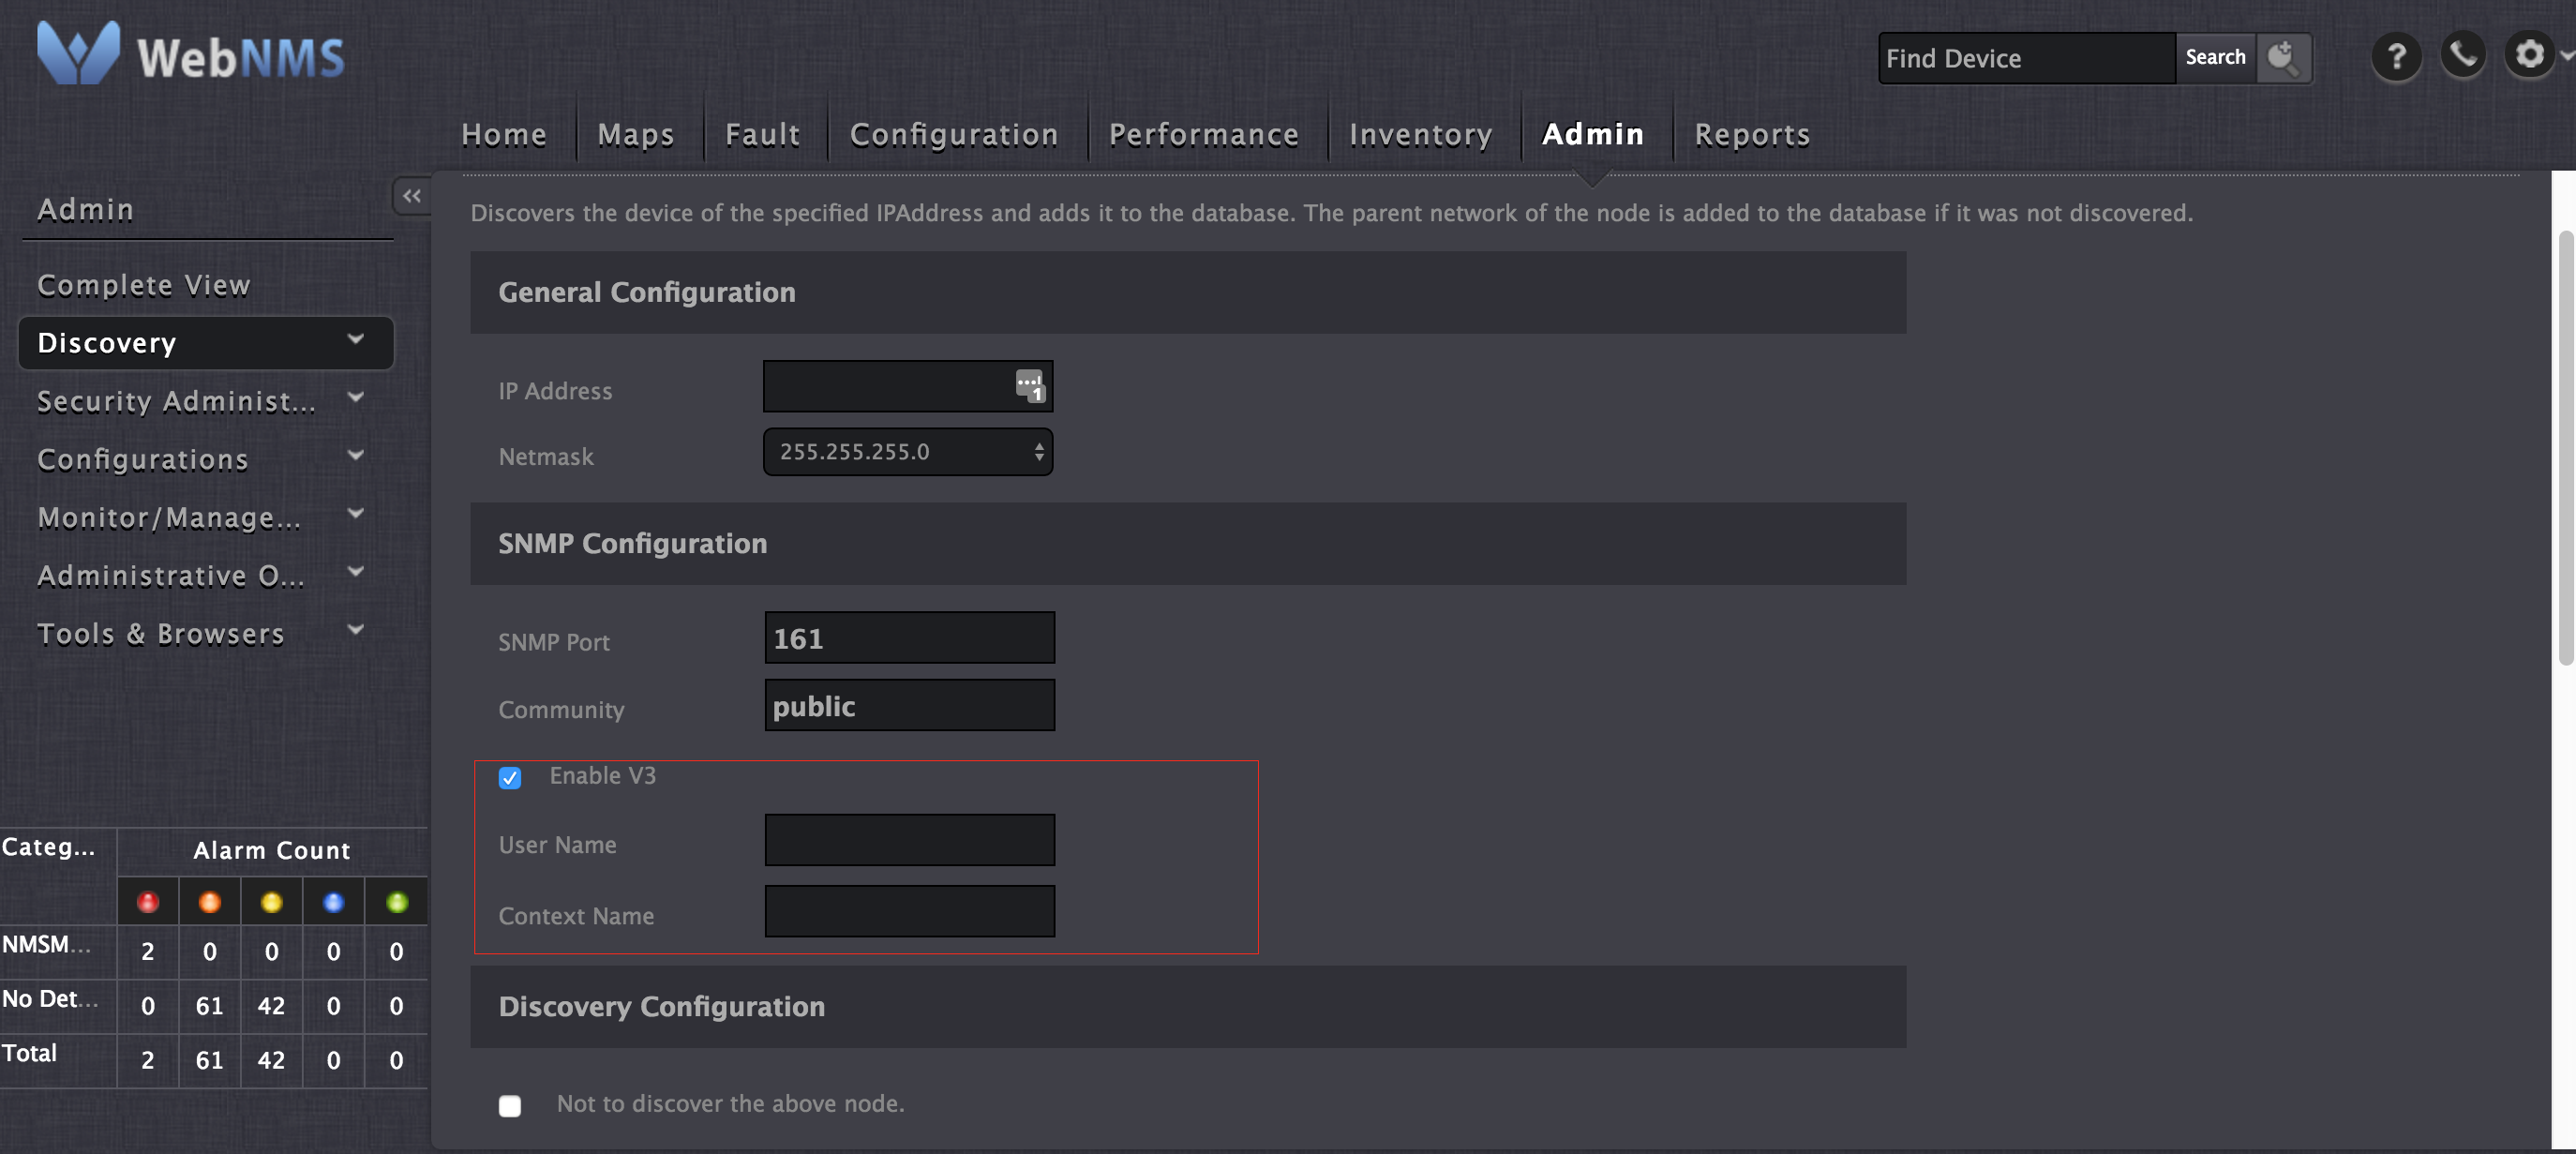 WebNMS
Find Device
Search
?
Home
Maps
Fault
Configuration
Performance
Inventory
Admin
Reports
Admin
Complete View
Discovery
Security Administ...
Configurations
Monitor/Manage...
Administrative O...
Tools & Browsers
Categ... Alarm Count
NMSM... 2 0 0 0 0
No Det... 0 61 42 0 0
Total 2 61 42 0 0
Discovers the device of the specified IPAddress and adds it to the database. The parent network of the node is added to the database if it was not discovered.
General Configuration
IP Address
1
Netmask 255.255.255.0
SNMP Configuration
SNMP Port 161
Community public
Enable V3
User Name
Context Name
Discovery Configuration
Not to discover the above node.